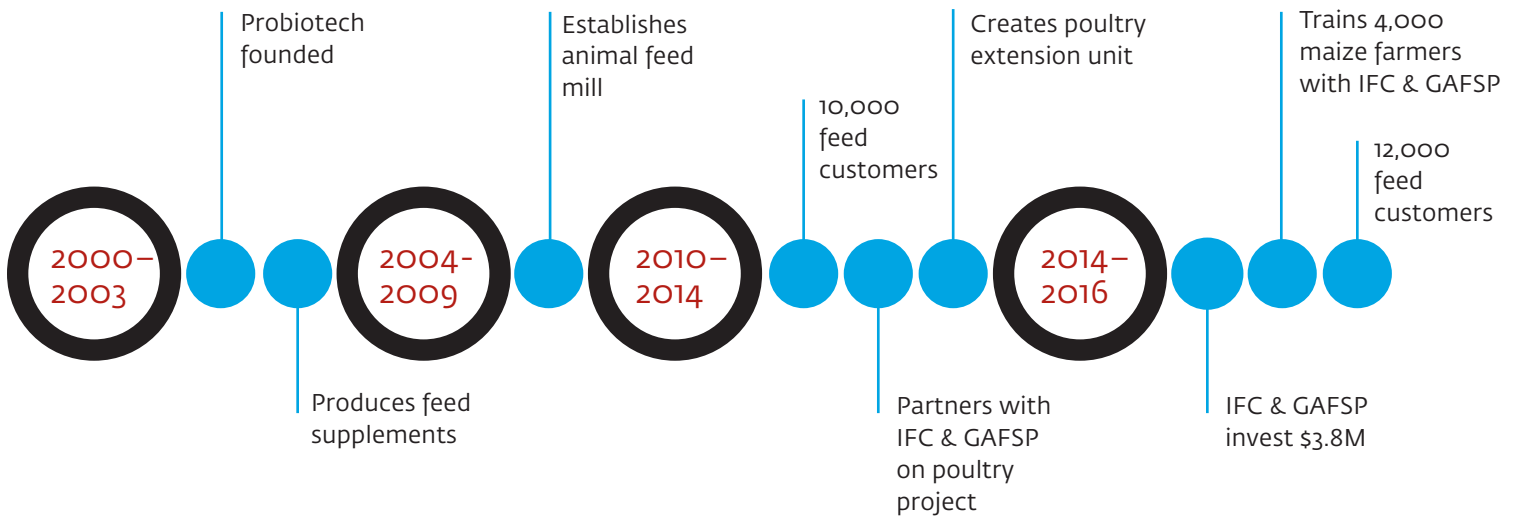 Probiotech
founded
Establishes
animal feed
mill
Creates poultry
extension unit
Trains 4,000
maize farmers
with IFC & GAFSP
10,000
feed
customers
12,000
feed
customers
2000–
2003
2004-
2009
2010–
2014
2014–
2016
Produces feed
supplements
Partners with
IFC & GAFSP
on poultry
project
IFC & GAFSP
invest $3.8M